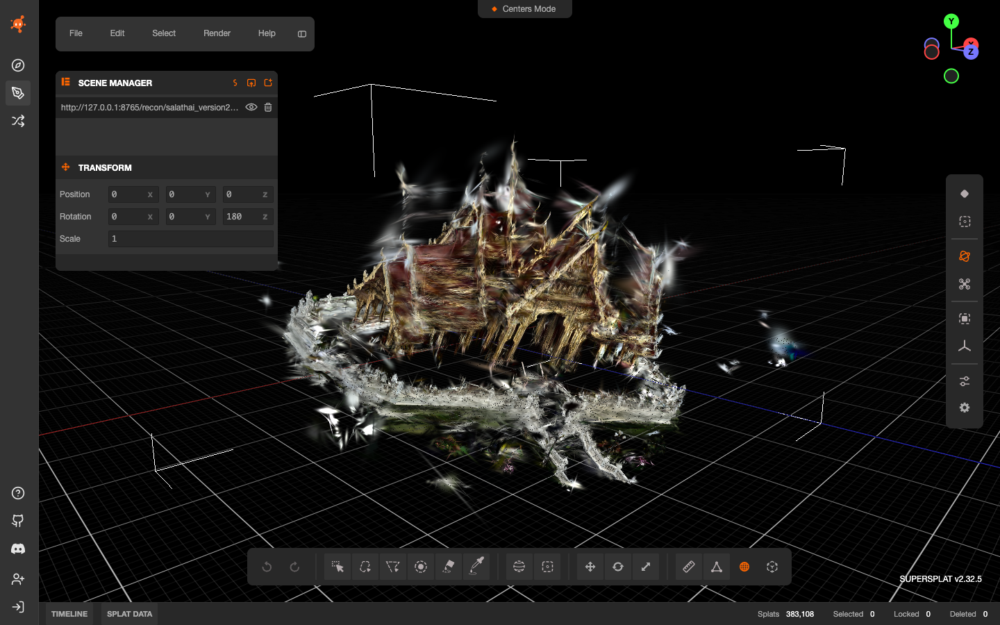 Centers Mode
File Edit Select Render Help
SCENE MANAGER
http://127.0.0.1:8765/recon/salathai_version2...
TRANSFORM
Position 0 X 0 Y 0 Z
Rotation 0 X 0 Y 180 Z
Scale 1
Y
X
Z
SUPERSPLAT v2.32.5
TIMELINE SPLAT DATA Splats 383,108 Selected 0 Locked 0 Deleted 0